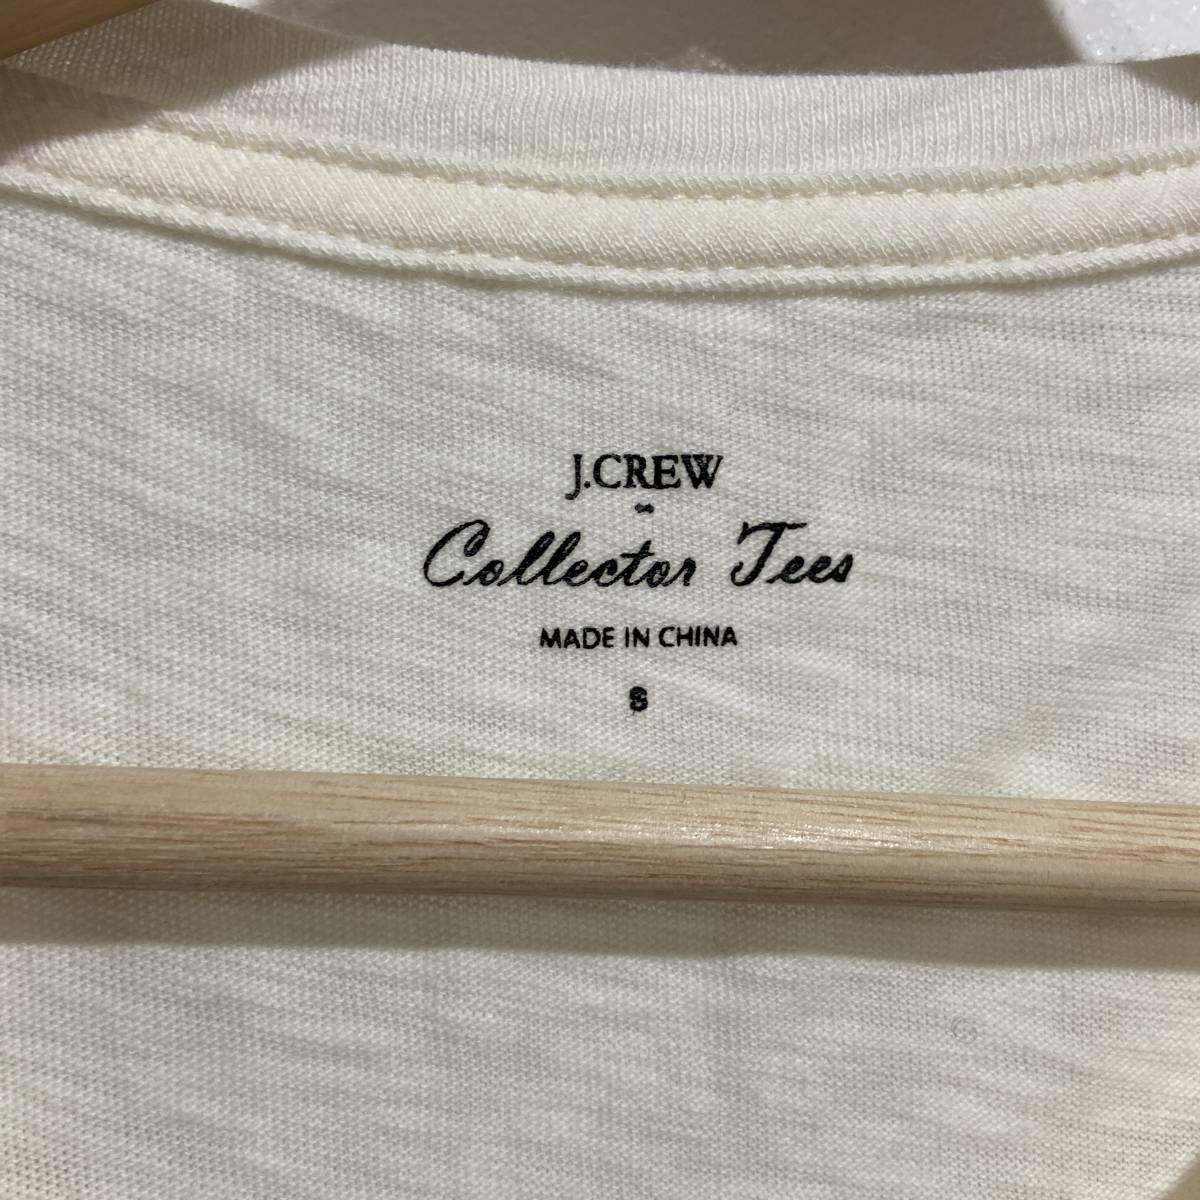 J.CREW
Collector Tees
MADE IN CHINA
S